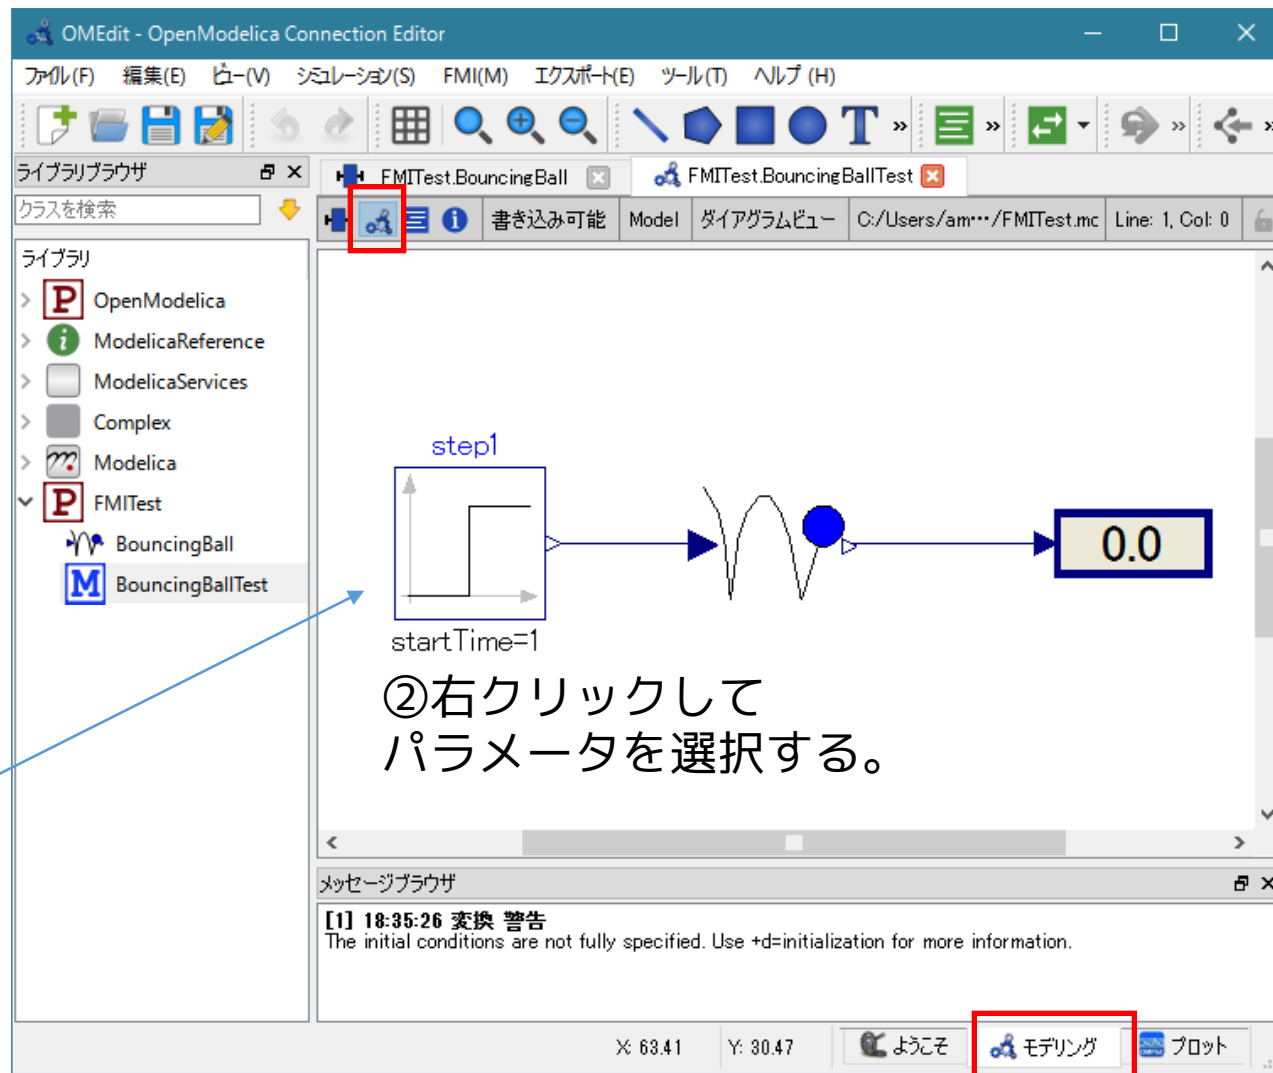 OMEdit - OpenModelica Connection Editor
ファイル(F) 編集(E) ビュー(V) シミュレーション(S) FMI(M) エクスポート(E) ツール(T) ヘルプ (H)
T » » »
ライブラリブラウザ
FMITest.BouncingBall FMITest.BouncingBallTest
クラスを検索
書き込み可能 Model ダイアグラムビュー C:/Users/am…/FMITest.mo Line: 1, Col: 0
ライブラリ
P OpenModelica
i ModelicaReference
ModelicaServices
Complex
Modelica
P FMITest
BouncingBall
M BouncingBallTest
step1
0.0
startTime=1
②右クリックして
パラメータを選択する。
メッセージブラウザ
[1] 18:35:26 変換 警告
The initial conditions are not fully specified. Use +d=initialization for more information.
X: 63.41 Y: 30.47 ようこそ モデリング プロット